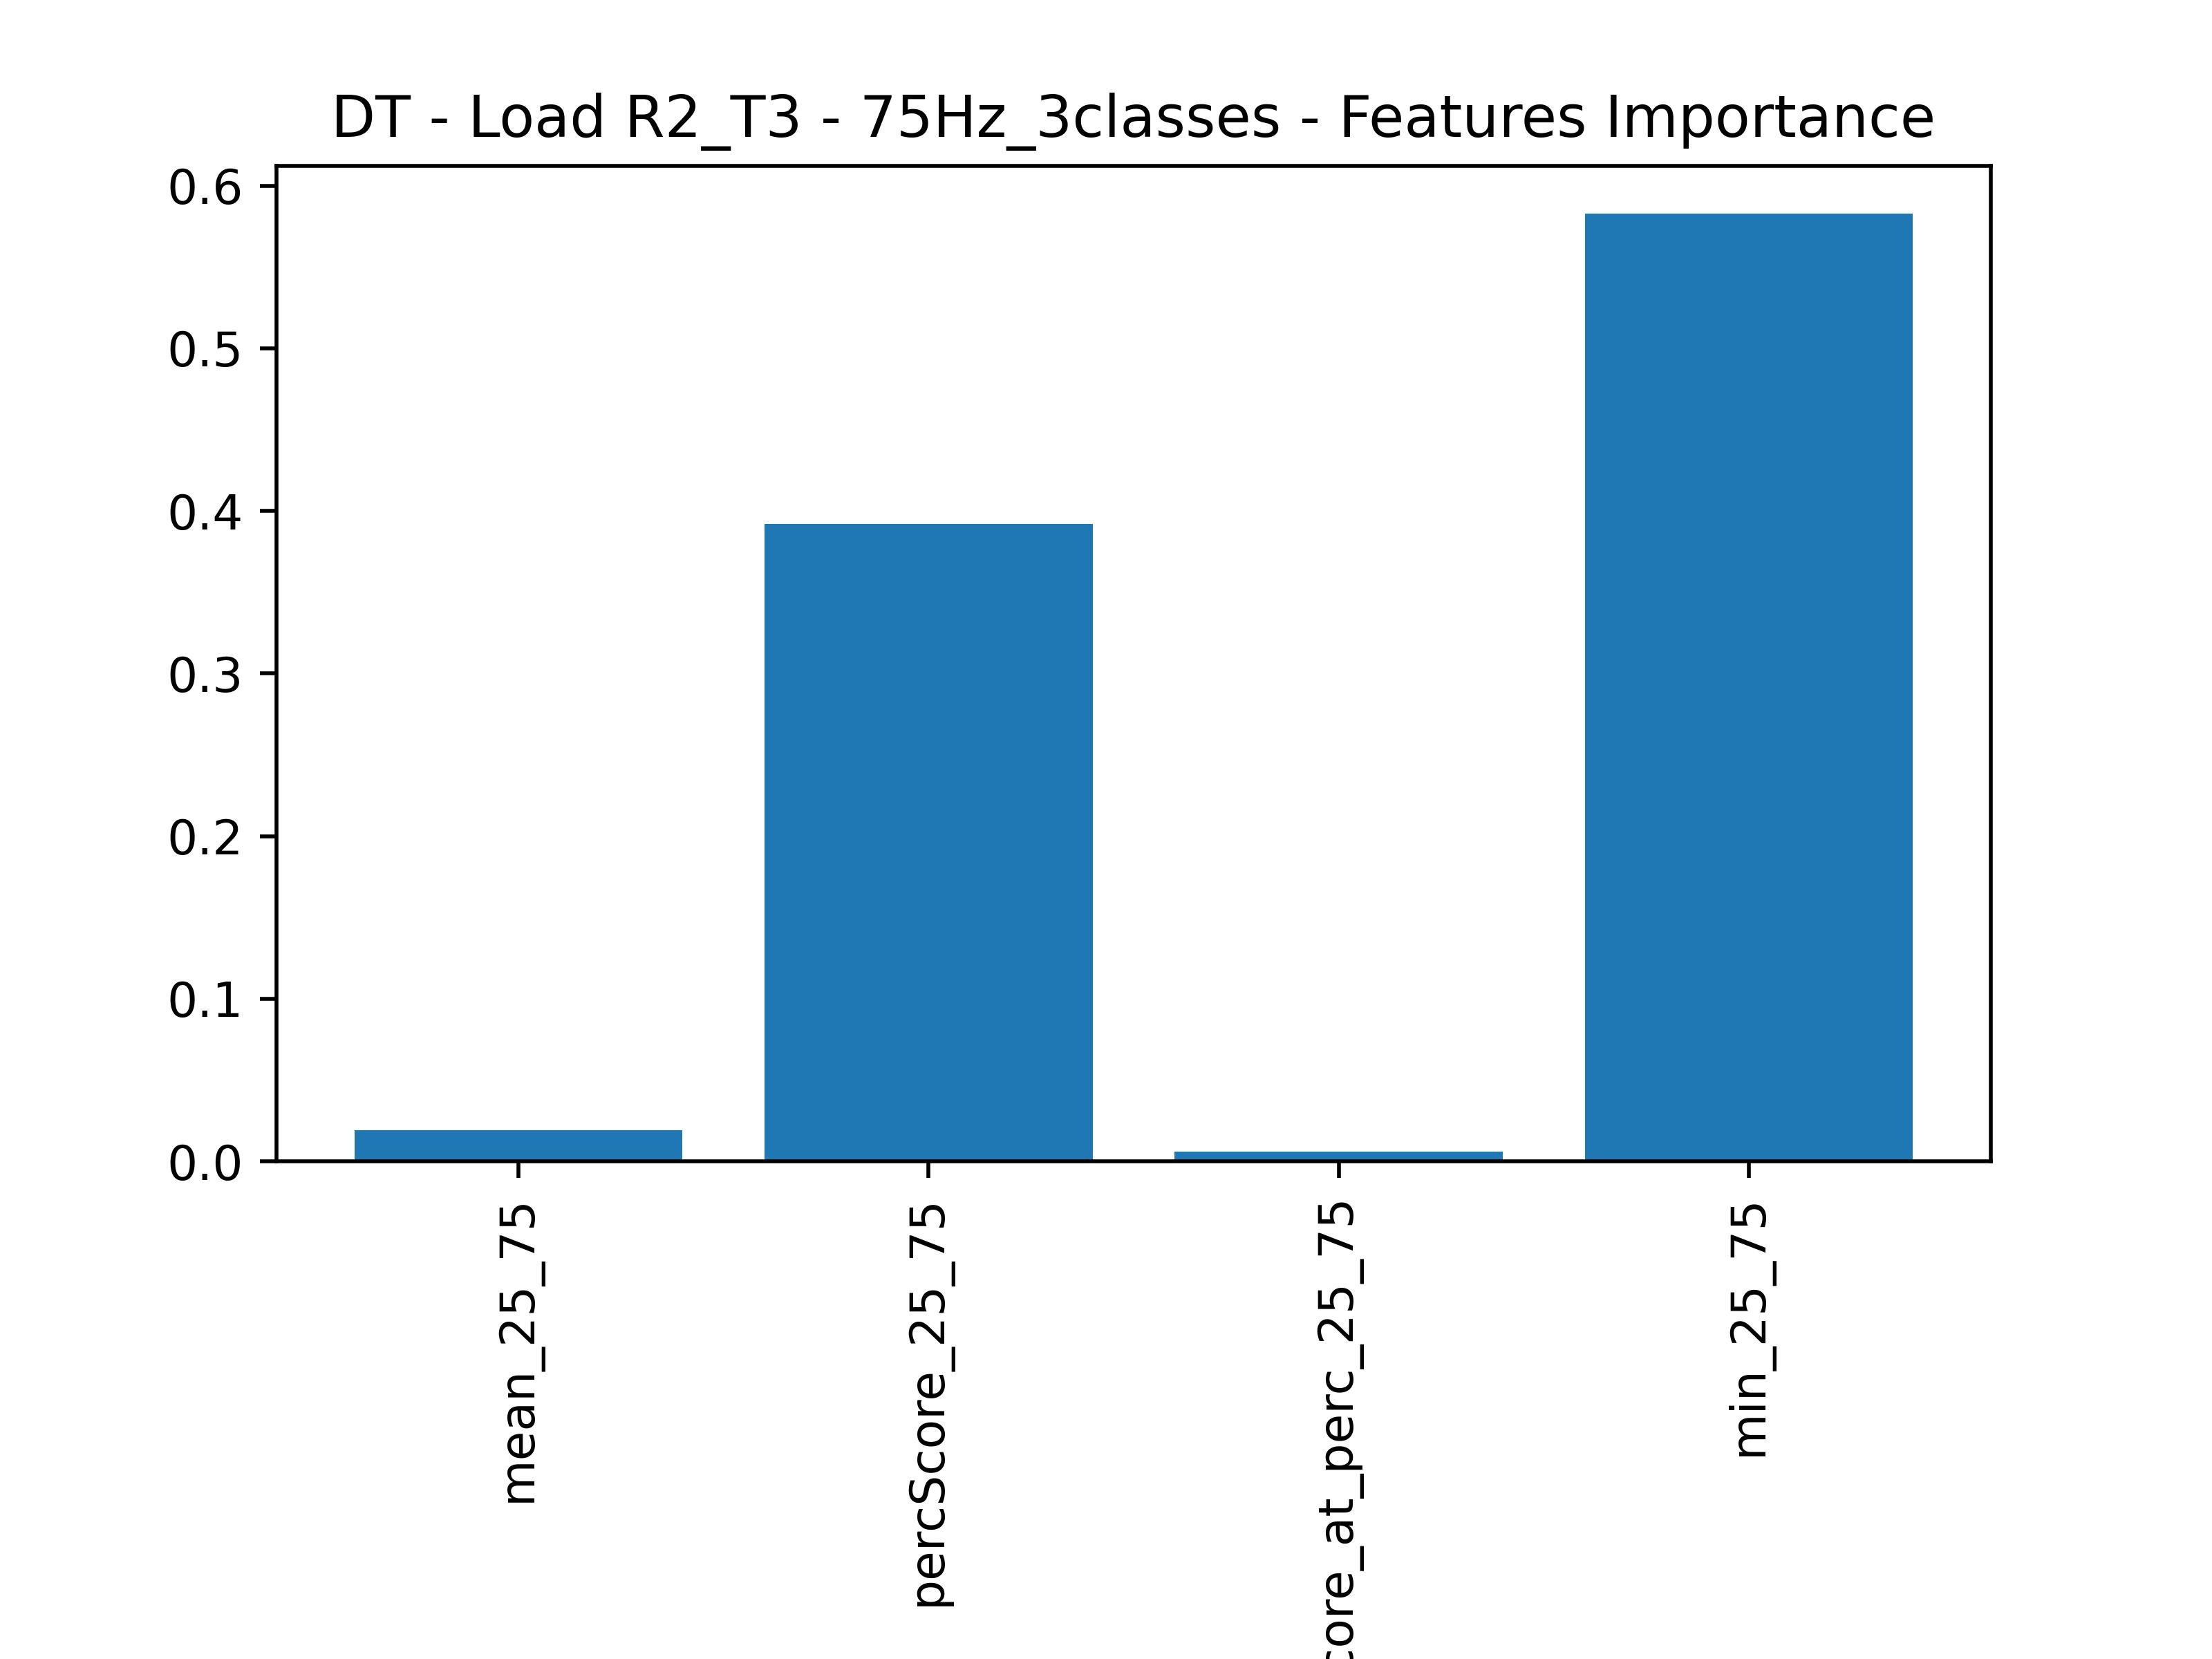 DT - Load R2_T3 - 75Hz_3classes - Features Importance
0.6
0.5
0.4
0.3
0.2
0.1
0.0
mean_25_75
percScore_25_75
core_at_perc_25_75
min_25_75